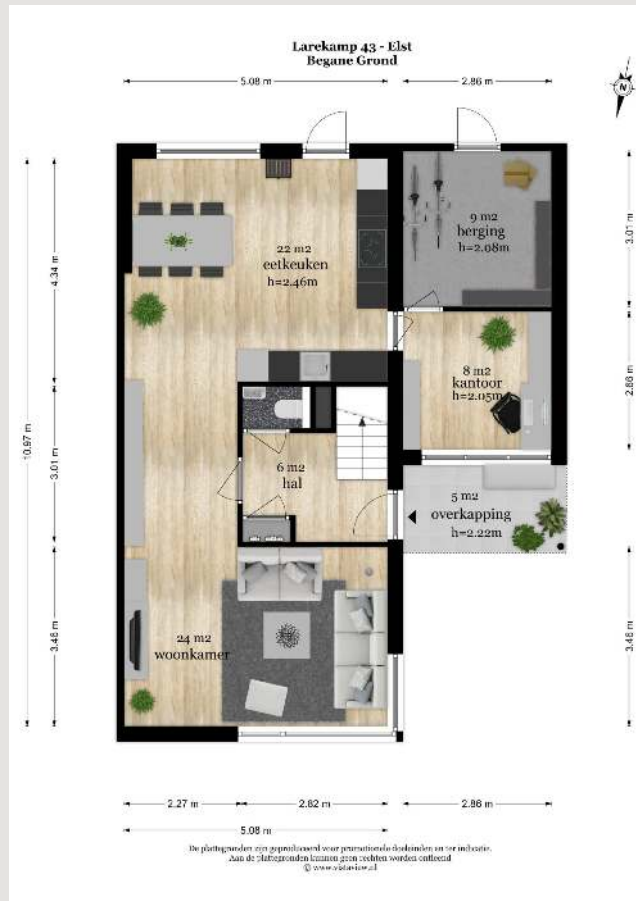 Larekamp 43 - Elst
Begane Grond
5.08 m
2.86 m
N
22 m2
eetkeuken
h=2.46m
9 m2
berging
h=2.08m
3.01 m
4.34 m
8 m2
kantoor
h=2.05m
2.86 m
10.97 m
3.01 m
6 m2
hal
5 m2
overkapping
h=2.22m
24 m2
woonkamer
3.46 m
3.46 m
2.27 m
2.82 m
2.86 m
5.08 m
De plattegronden zijn geproduceerd voor promotionele doeleinden en ter indicatie.
Aan de plattegronden kunnen geen rechten worden ontleend
© www.vistaview.nl